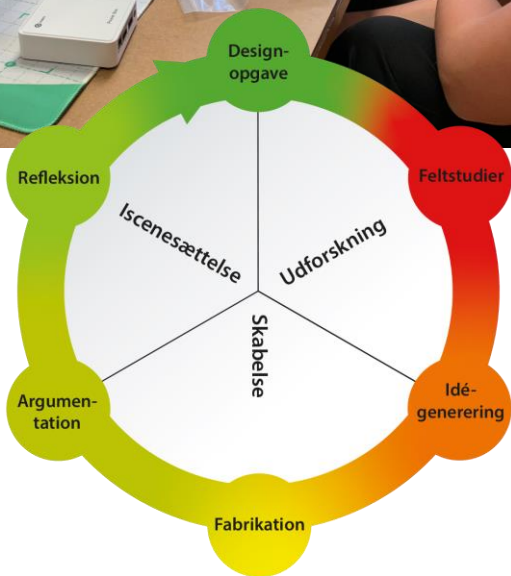 Design-
opgave
Feltstudier
Idé-
generering
Fabrikation
Argumen-
tation
Refleksion
Iscenesættelse
Udforskning
Skabelse